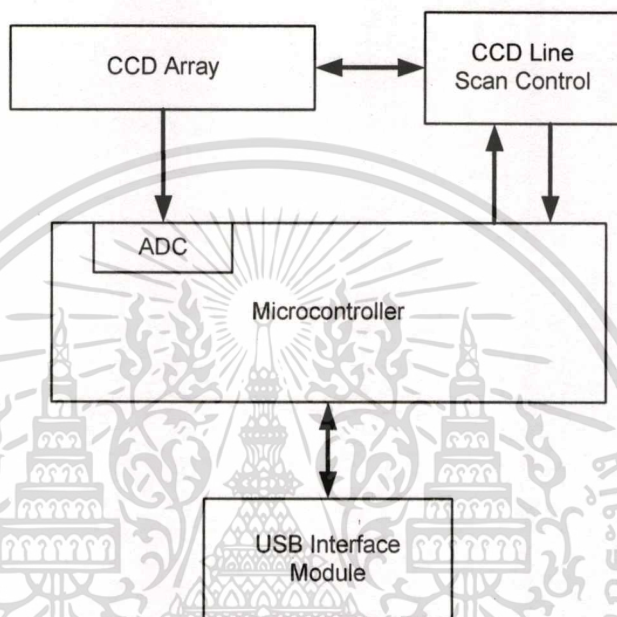 CCD Array
CCD Line
Scan Control
ADC
Microcontroller
USB Interface
Module